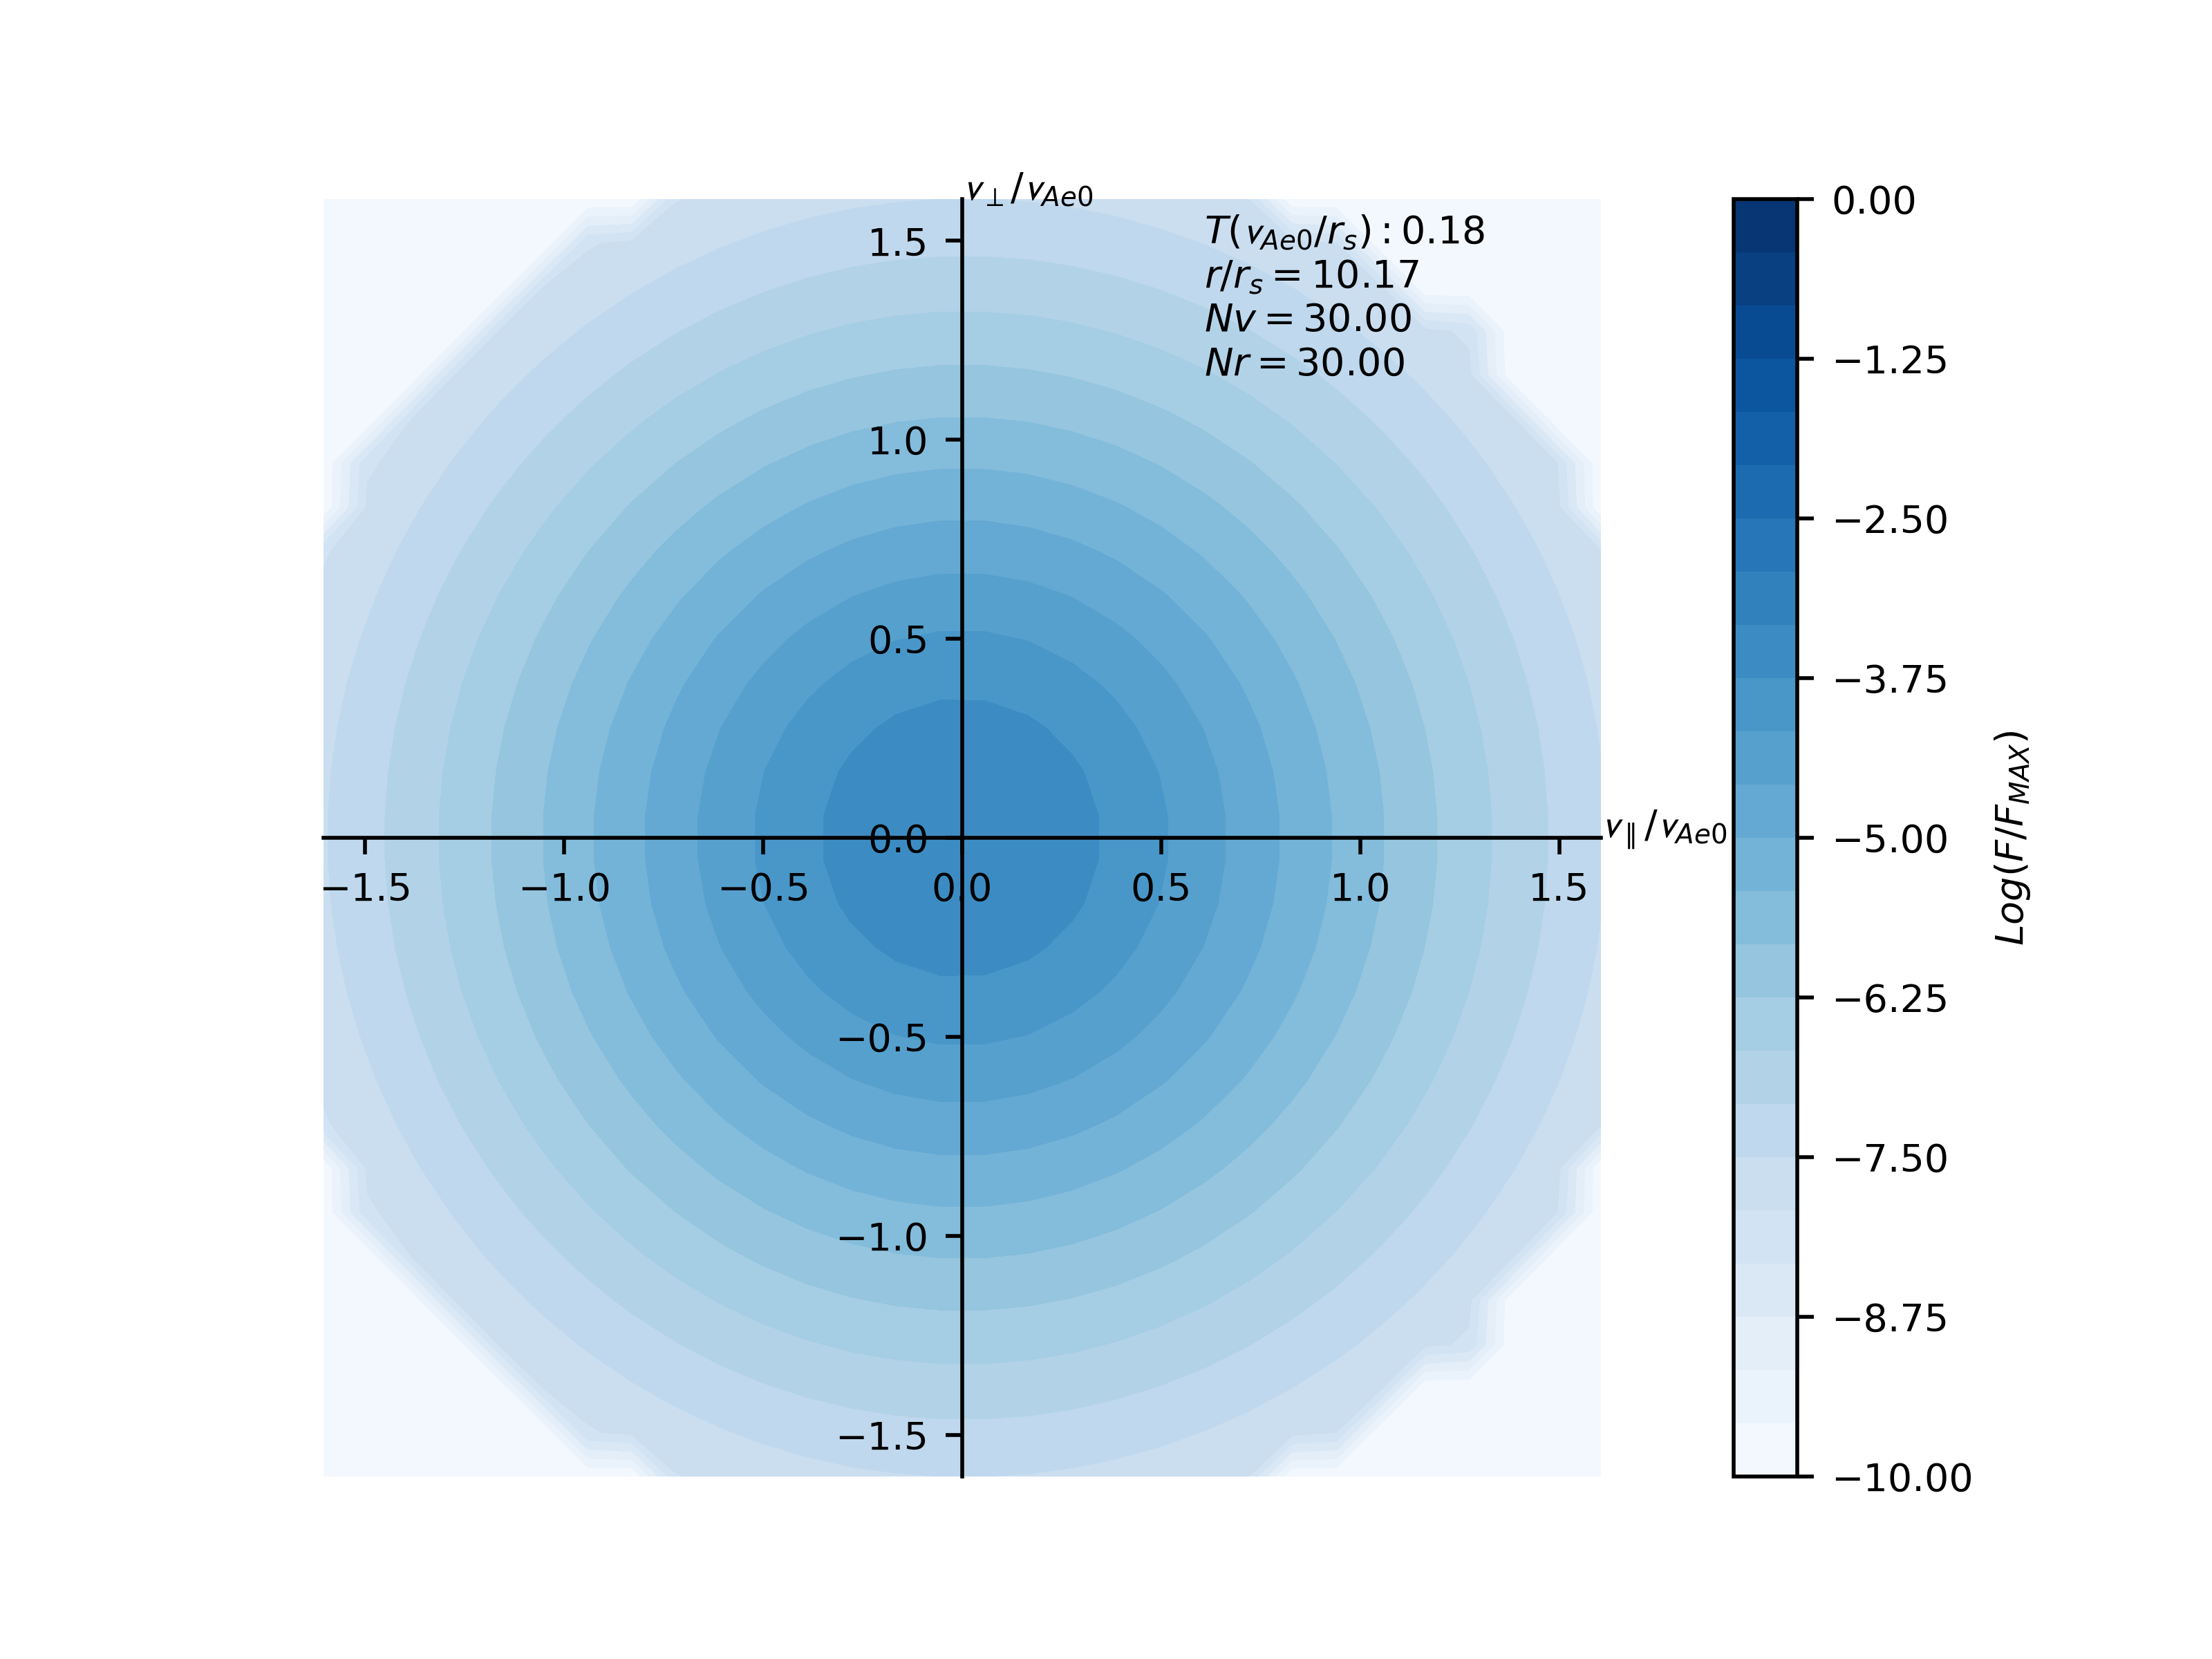 v⊥/vAe0
T(vAe0/rs):0.18
r/rs=10.17
Nv=30.00
Nr=30.00
1.5
1.0
0.5
0.0
−0.5
−1.0
−1.5
−1.5 −1.0 −0.5 0.0 0.5 1.0 1.5
v∥/vAe0
0.00
−1.25
−2.50
−3.75
−5.00
−6.25
−7.50
−8.75
−10.00
Log(F/FMAX)